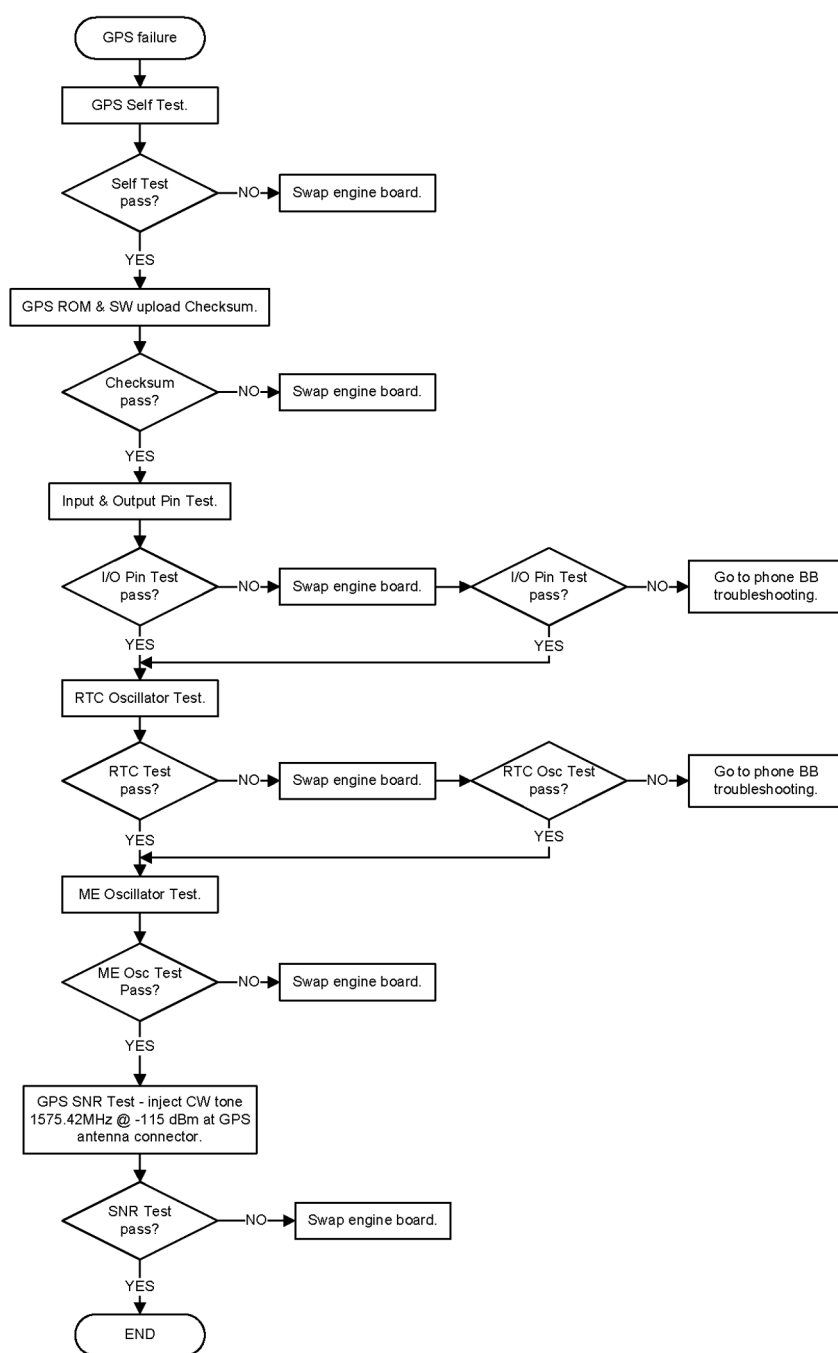 GPS failure
GPS Self Test.
Self Test
pass?
NO
Swap engine board.
YES
GPS ROM & SW upload Checksum.
Checksum
pass?
NO
Swap engine board.
YES
Input & Output Pin Test.
I/O Pin Test
pass?
NO
Swap engine board.
I/O Pin Test
pass?
NO
Go to phone BB
troubleshooting.
YES
YES
RTC Oscillator Test.
RTC Test
pass?
NO
Swap engine board.
RTC Osc Test
pass?
NO
Go to phone BB
troubleshooting.
YES
YES
ME Oscillator Test.
ME Osc Test
Pass?
NO
Swap engine board.
YES
GPS SNR Test - inject CW tone
1575.42MHz @ -115 dBm at GPS
antenna connector.
SNR Test
pass?
NO
Swap engine board.
YES
END